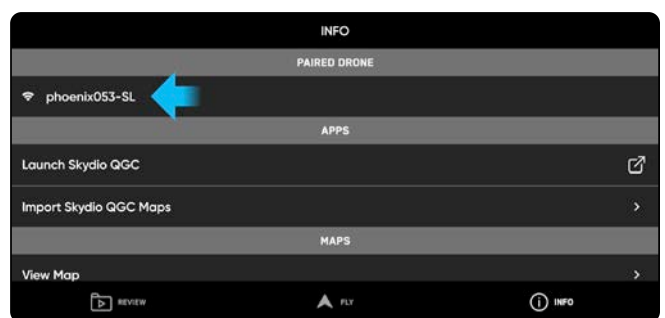 INFO
PAIRED DRONE
phoenix053-SL
APPS
Launch Skydio QGC
Import Skydio QGC Maps
MAPS
View Map
REVIEW
FLY
INFO